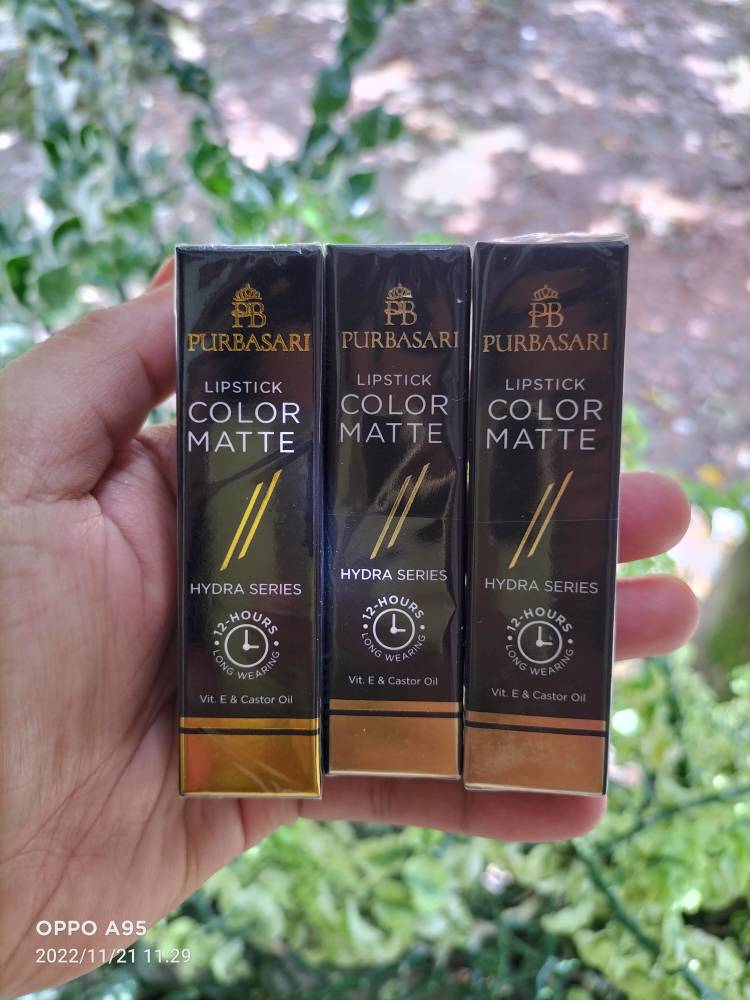 PB
PURBASARI
LIPSTICK
COLOR
MATTE
HYDRA SERIES
12-HOURS
LONG WEARING
Vit. E & Castor Oil
PB
PURBASARI
LIPSTICK
COLOR
MATTE
HYDRA SERIES
12-HOURS
LONG WEARING
Vit. E & Castor Oil
PB
PURBASARI
LIPSTICK
COLOR
MATTE
HYDRA SERIES
12-HOURS
LONG WEARING
Vit. E & Castor Oil
OPPO A95
2022/11/21 11:29